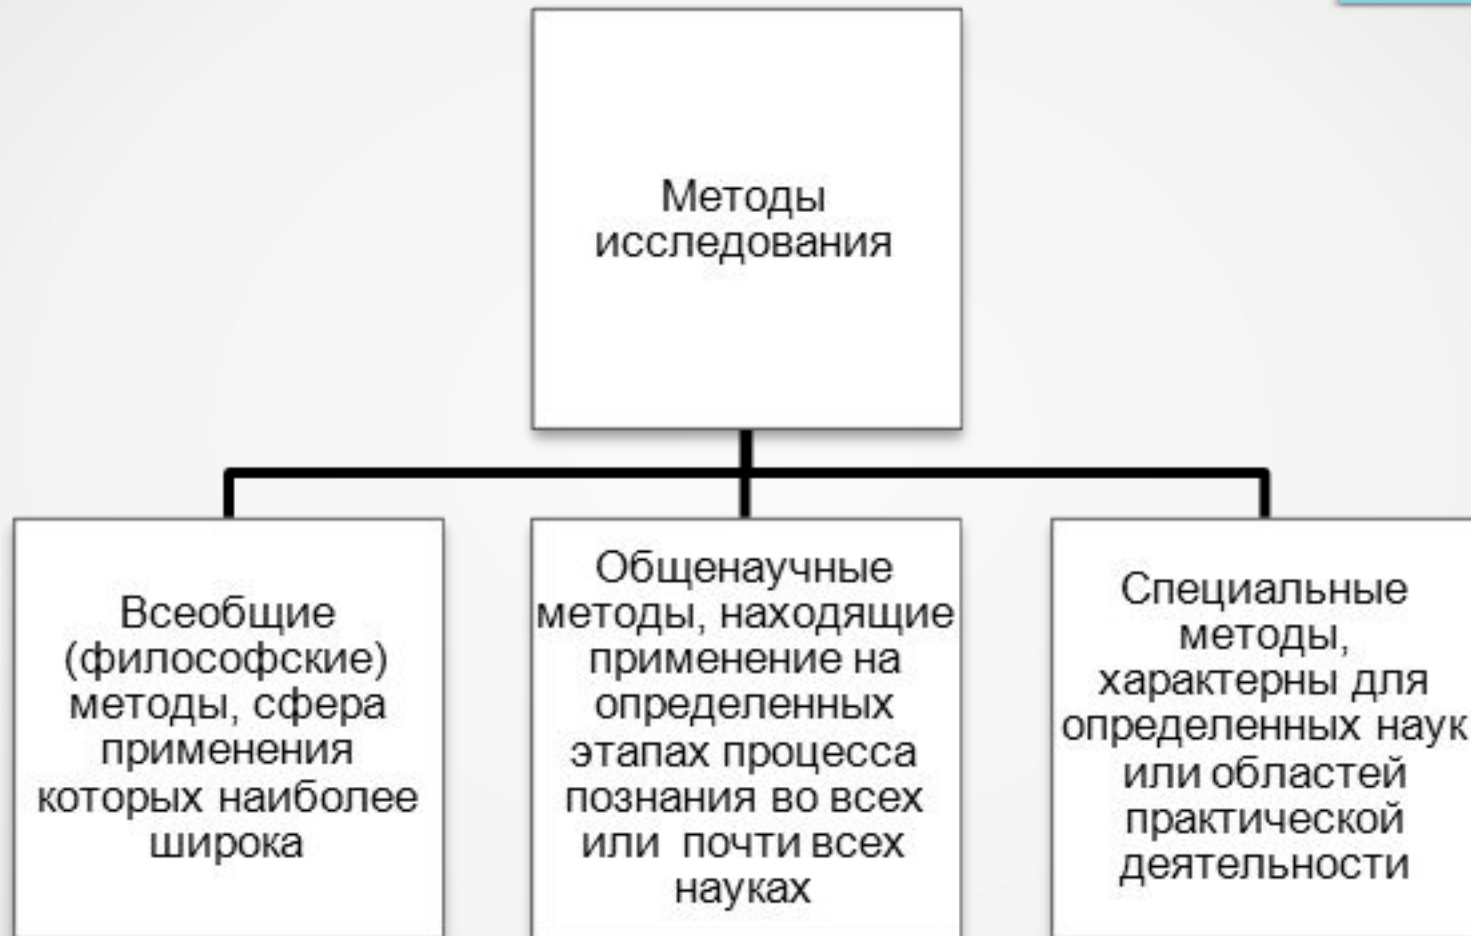 Методы
исследования
Всеобщие
(философские)
методы, сфера
применения
которых наиболее
широка
Общенаучные
методы, находящие
применение на
определенных
этапах процесса
познания во всех
или почти всех
науках
Специальные
методы,
характерны для
определенных наук
или областей
практической
деятельности